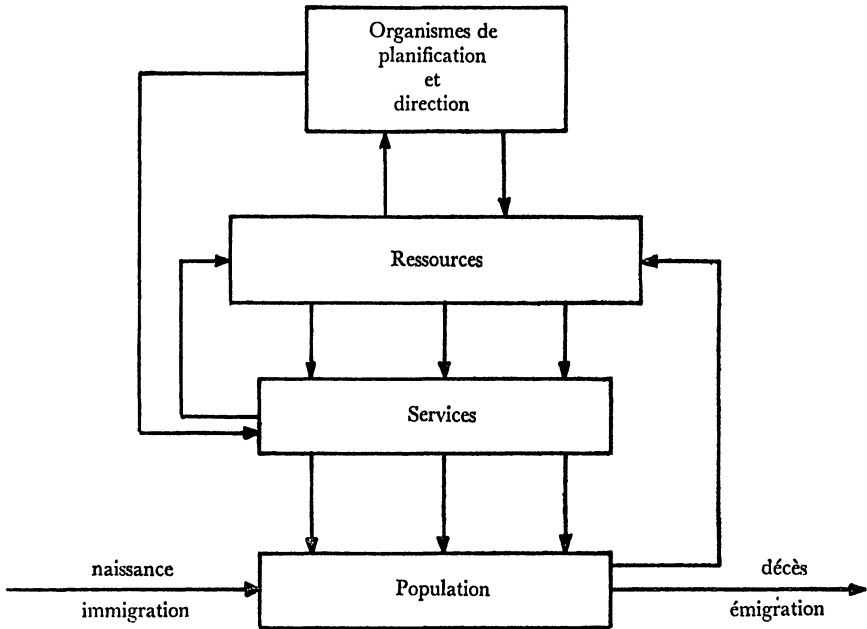 Organismes de
planification
et
direction
Ressources
Services
naissance
immigration
Population
décès
émigration